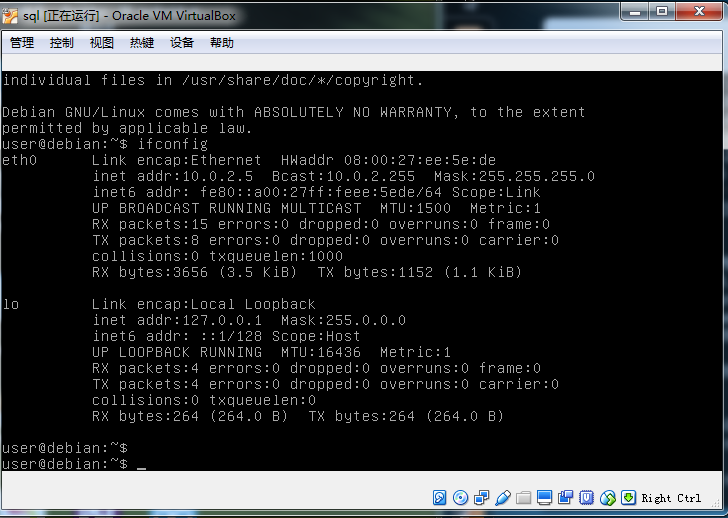 sql [正在运行] - Oracle VM VirtualBox
管理 控制 视图 热键 设备 帮助
individual files in /usr/share/doc/*/copyright.
Debian GNU/Linux comes with ABSOLUTELY NO WARRANTY, to the extent
permitted by applicable law.
user@debian:~$ ifconfig
eth0 Link encap:Ethernet HWaddr 08:00:27:ee:5e:de
inet addr:10.0.2.5 Bcast:10.0.2.255 Mask:255.255.255.0
inet6 addr: fe80::a00:27ff:feee:5ede/64 Scope:Link
UP BROADCAST RUNNING MULTICAST MTU:1500 Metric:1
RX packets:15 errors:0 dropped:0 overruns:0 frame:0
TX packets:8 errors:0 dropped:0 overruns:0 carrier:0
collisions:0 txqueuelen:1000
RX bytes:3656 (3.5 KiB) TX bytes:1152 (1.1 KiB)
lo Link encap:Local Loopback
inet addr:127.0.0.1 Mask:255.0.0.0
inet6 addr: ::1/128 Scope:Host
UP LOOPBACK RUNNING MTU:16436 Metric:1
RX packets:4 errors:0 dropped:0 overruns:0 frame:0
TX packets:4 errors:0 dropped:0 overruns:0 carrier:0
collisions:0 txqueuelen:0
RX bytes:264 (264.0 B) TX bytes:264 (264.0 B)
user@debian:~$
user@debian:~$ _
Right Ctrl